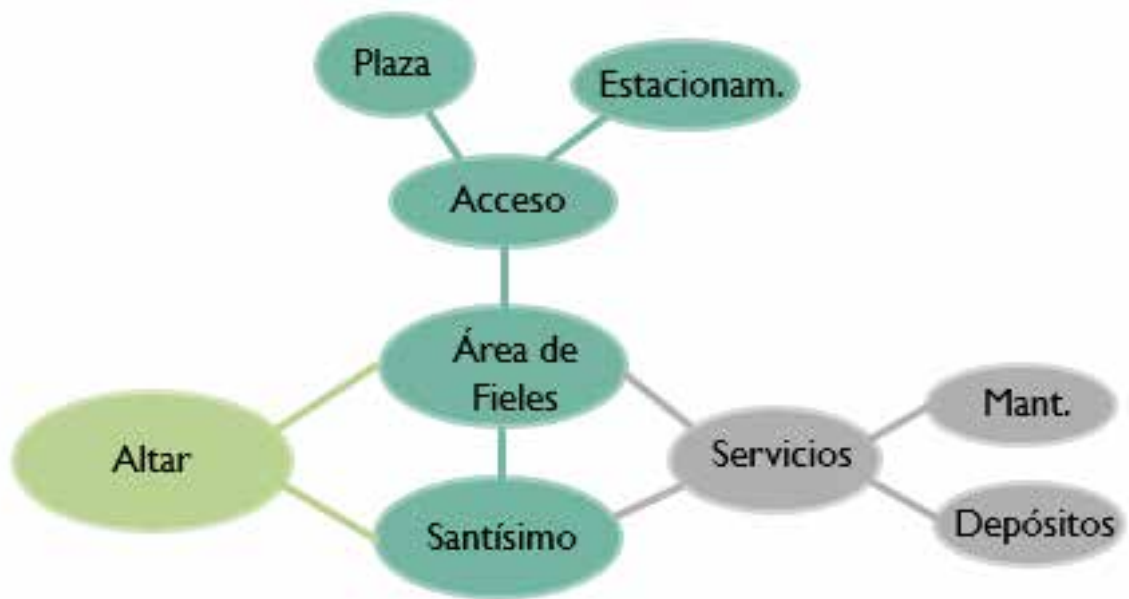 Plaza
Estacionam.
Acceso
Área de
Fieles
Altar
Santísimo
Servicios
Mant.
Depósitos